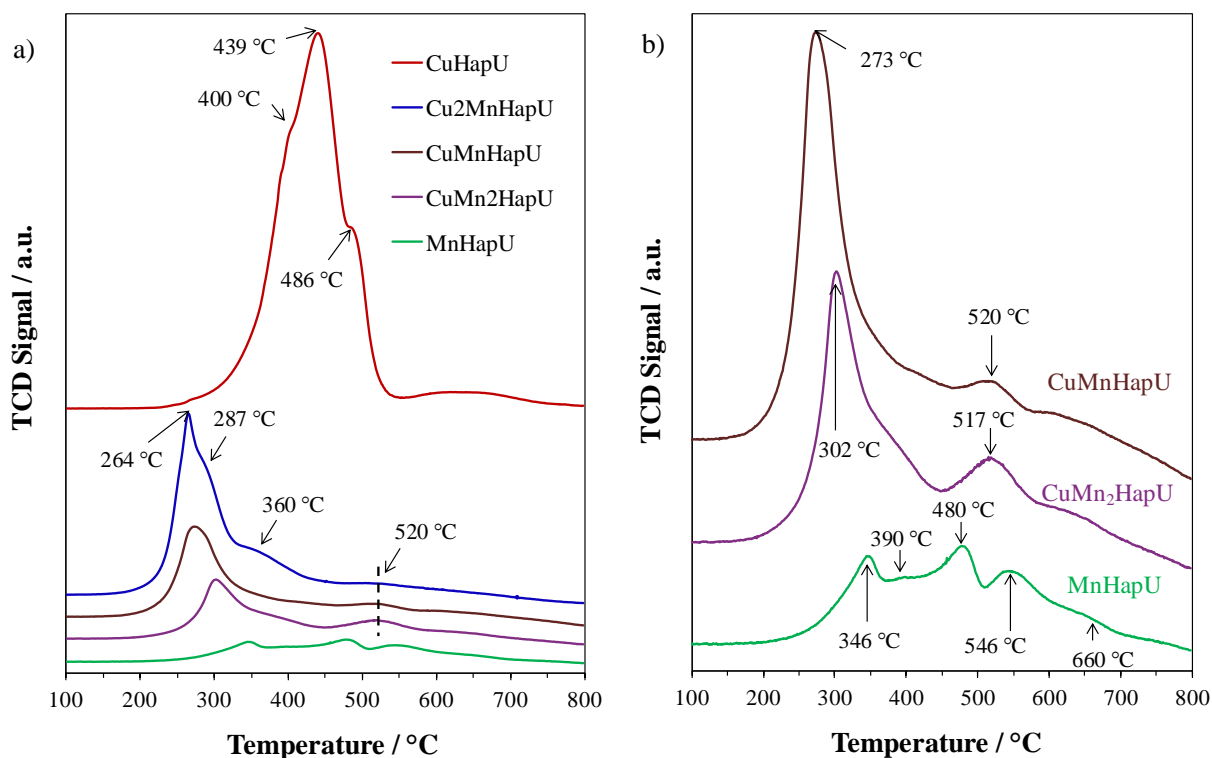 a)
439 °C
400 °C
486 °C
CuHapU
Cu2MnHapU
CuMnHapU
CuMn2HapU
MnHapU
264 °C
287 °C
360 °C
520 °C
TCD Signal / a.u.
100 200 300 400 500 600 700 800
Temperature / °C
b)
273 °C
520 °C
CuMnHapU
302 °C
517 °C
CuMn₂HapU
480 °C
390 °C
MnHapU
346 °C
546 °C
660 °C
TCD Signal / a.u.
100 200 300 400 500 600 700 800
Temperature / °C